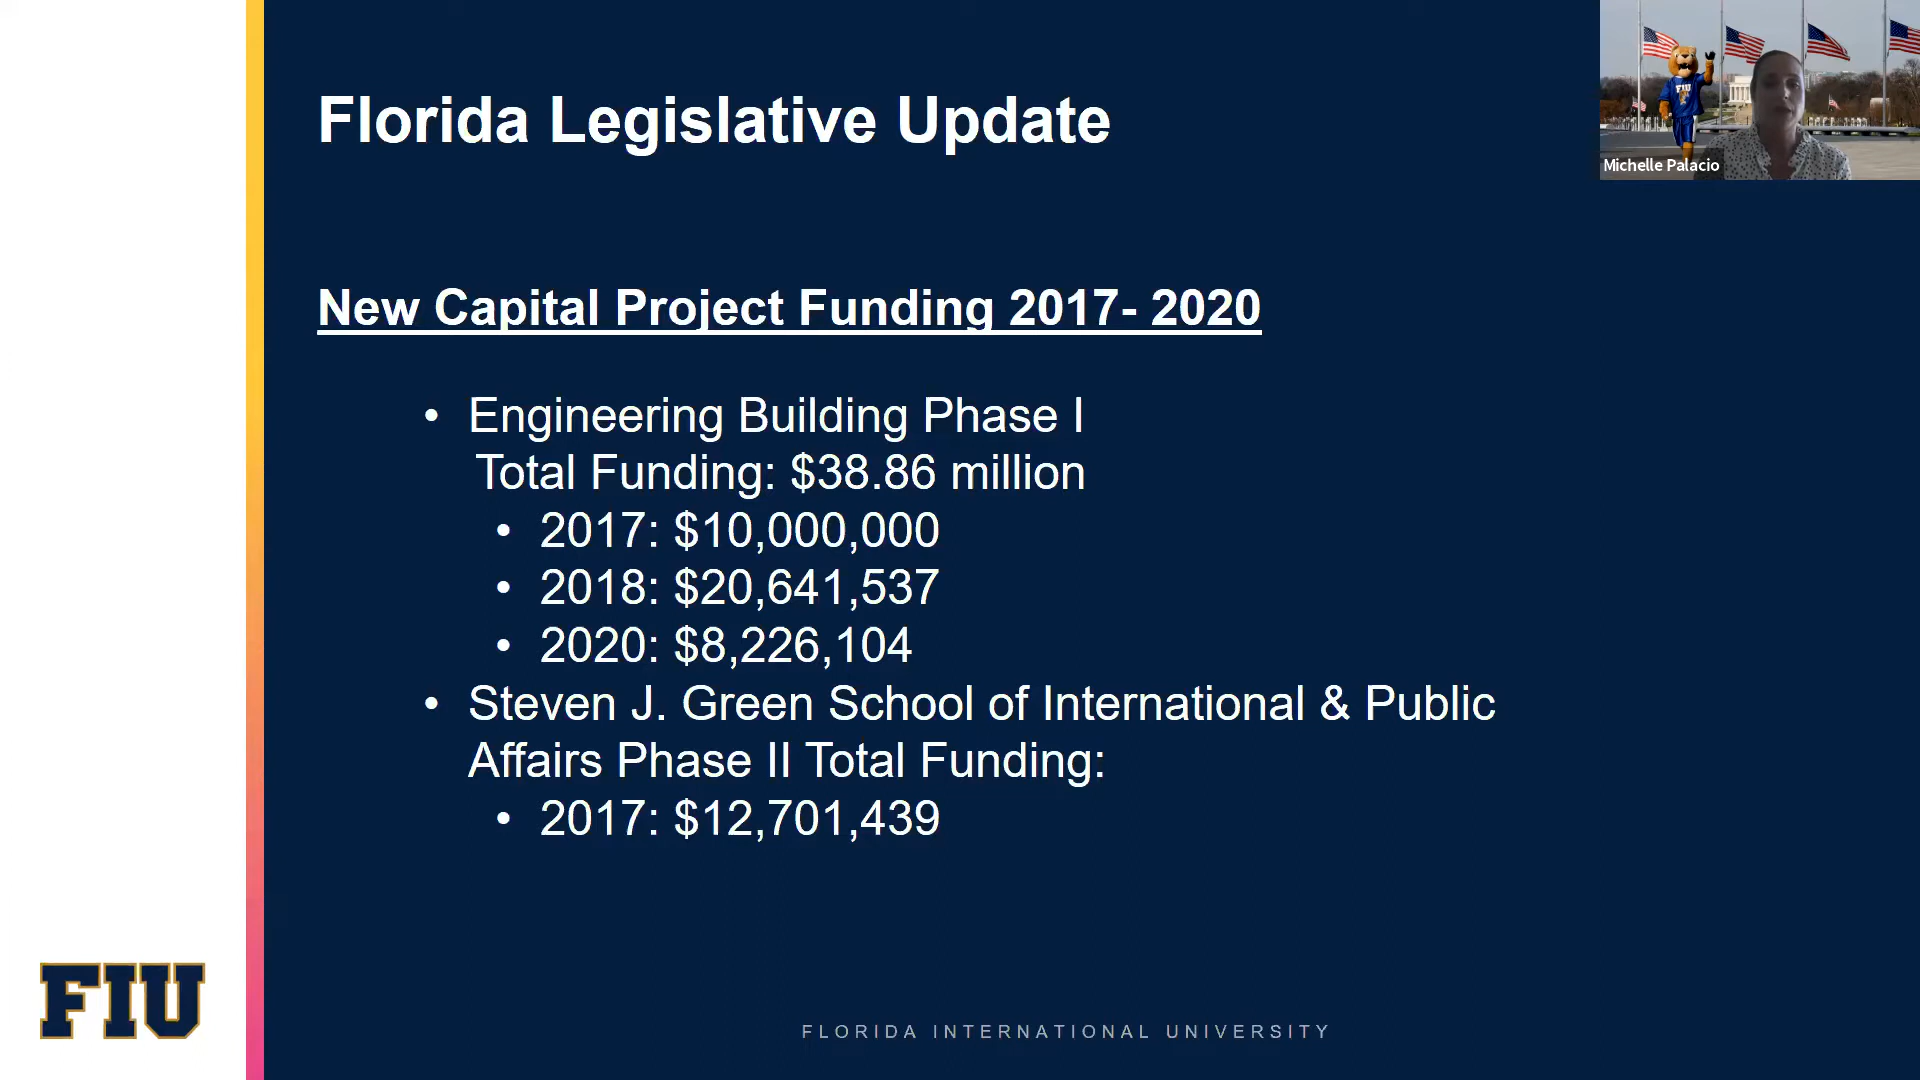 Florida Legislative Update
Michelle Palacio
FIU
New Capital Project Funding 2017- 2020
• Engineering Building Phase I
Total Funding: $38.86 million
• 2017: $10,000,000
• 2018: $20,641,537
• 2020: $8,226,104
• Steven J. Green School of International & Public
Affairs Phase II Total Funding:
• 2017: $12,701,439
FIU
FLORIDA INTERNATIONAL UNIVERSITY